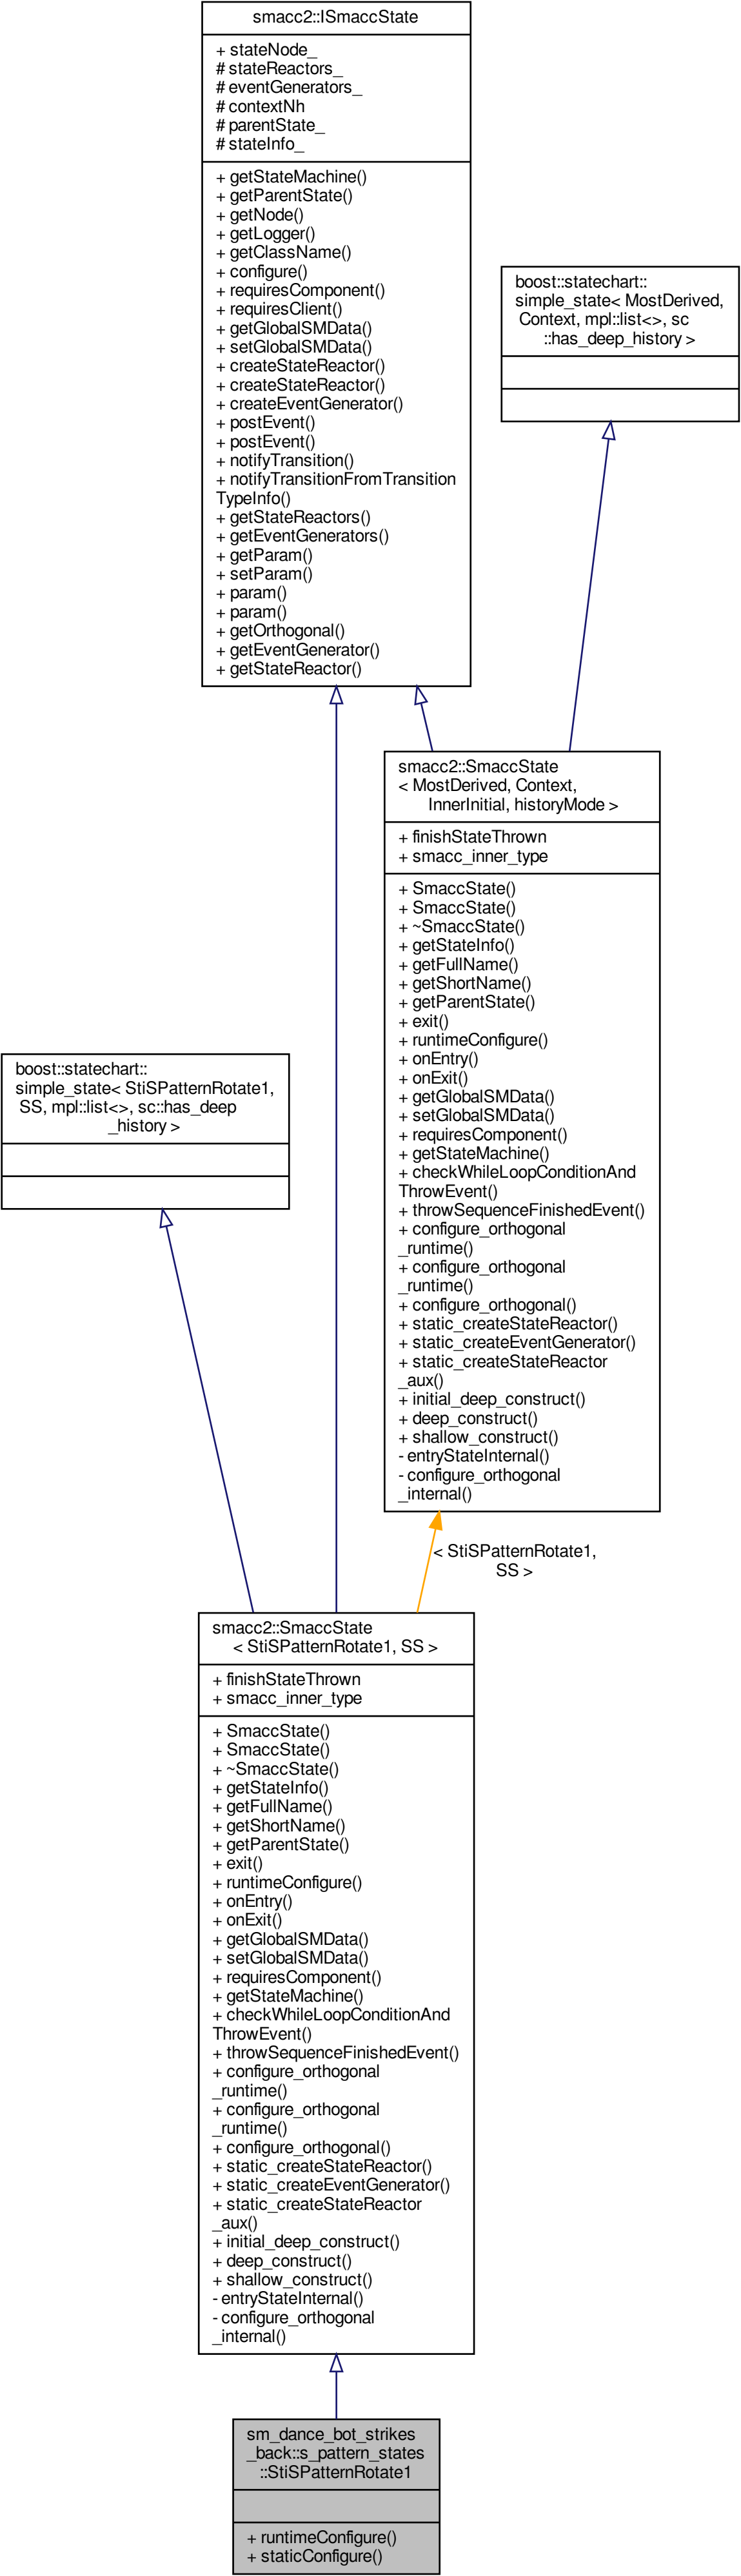 smacc2::ISmaccState
+ stateNode_
# stateReactors_
# eventGenerators_
# contextNh
# parentState_
# stateInfo_
+ getStateMachine()
+ getParentState()
+ getNode()
+ getLogger()
+ getClassName()
+ configure()
+ requiresComponent()
+ requiresClient()
+ getGlobalSMData()
+ setGlobalSMData()
+ createStateReactor()
+ createStateReactor()
+ createEventGenerator()
+ postEvent()
+ postEvent()
+ notifyTransition()
+ notifyTransitionFromTransition
TypeInfo()
+ getStateReactors()
+ getEventGenerators()
+ getParam()
+ setParam()
+ param()
+ param()
+ getOrthogonal()
+ getEventGenerator()
+ getStateReactor()
boost::statechart::
simple_state< MostDerived,
Context, mpl::list<>, sc
::has_deep_history >
smacc2::SmaccState
< MostDerived, Context,
InnerInitial, historyMode >
+ finishStateThrown
+ smacc_inner_type
+ SmaccState()
+ SmaccState()
+ ~SmaccState()
+ getStateInfo()
+ getFullName()
+ getShortName()
+ getParentState()
+ exit()
+ runtimeConfigure()
+ onEntry()
+ onExit()
+ getGlobalSMData()
+ setGlobalSMData()
+ requiresComponent()
+ getStateMachine()
+ checkWhileLoopConditionAnd
ThrowEvent()
+ throwSequenceFinishedEvent()
+ configure_orthogonal
_runtime()
+ configure_orthogonal
_runtime()
+ configure_orthogonal()
+ static_createStateReactor()
+ static_createEventGenerator()
+ static_createStateReactor
_aux()
+ initial_deep_construct()
+ deep_construct()
+ shallow_construct()
- entryStateInternal()
- configure_orthogonal
_internal()
boost::statechart::
simple_state< StiSPatternRotate1,
SS, mpl::list<>, sc::has_deep
_history >
< StiSPatternRotate1,
SS >
smacc2::SmaccState
< StiSPatternRotate1, SS >
+ finishStateThrown
+ smacc_inner_type
+ SmaccState()
+ SmaccState()
+ ~SmaccState()
+ getStateInfo()
+ getFullName()
+ getShortName()
+ getParentState()
+ exit()
+ runtimeConfigure()
+ onEntry()
+ onExit()
+ getGlobalSMData()
+ setGlobalSMData()
+ requiresComponent()
+ getStateMachine()
+ checkWhileLoopConditionAnd
ThrowEvent()
+ throwSequenceFinishedEvent()
+ configure_orthogonal
_runtime()
+ configure_orthogonal
_runtime()
+ configure_orthogonal()
+ static_createStateReactor()
+ static_createEventGenerator()
+ static_createStateReactor
_aux()
+ initial_deep_construct()
+ deep_construct()
+ shallow_construct()
- entryStateInternal()
- configure_orthogonal
_internal()
sm_dance_bot_strikes
_back::s_pattern_states
::StiSPatternRotate1
+ runtimeConfigure()
+ staticConfigure()